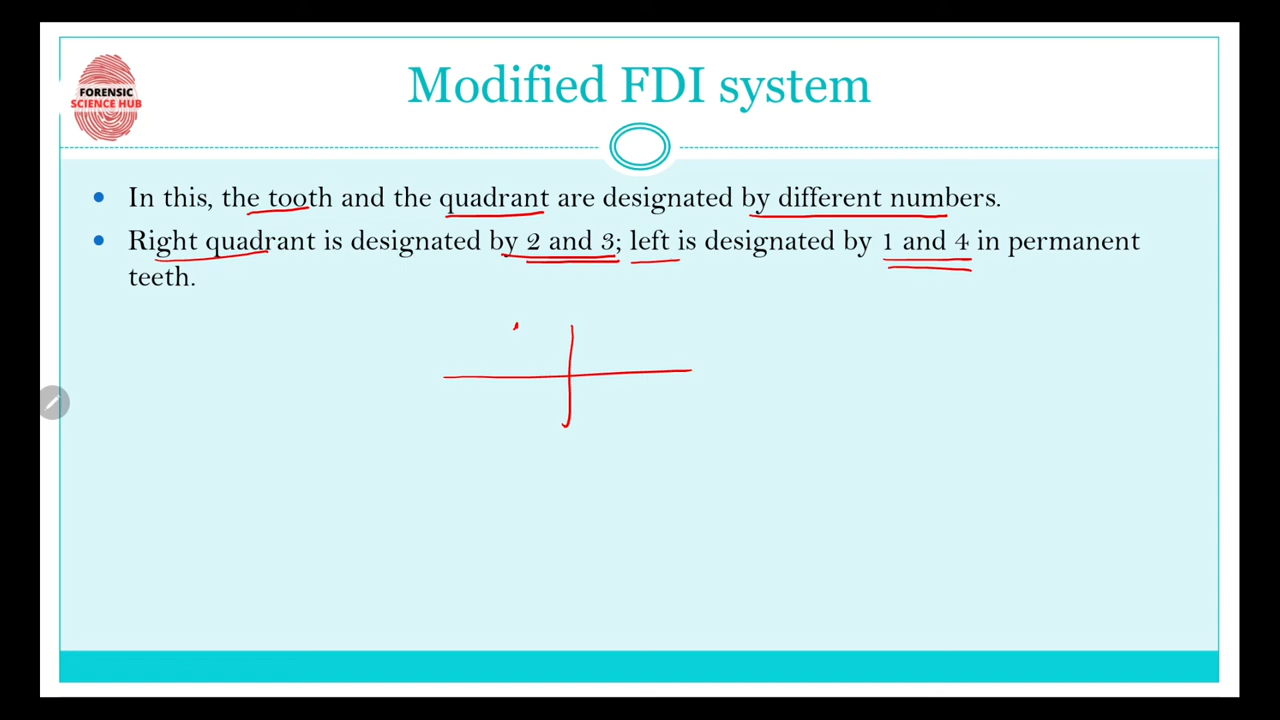 FORENSIC
SCIENCE HUB
Modified FDI system
In this, the tooth and the quadrant are designated by different numbers.
Right quadrant is designated by 2 and 3; left is designated by 1 and 4 in permanent
teeth.